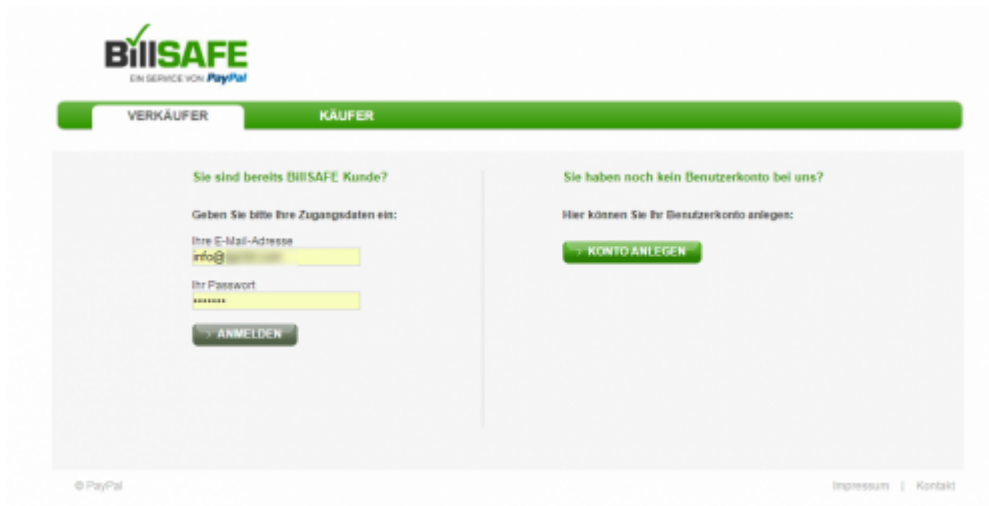 BillSAFE
EIN SERVICE VON PayPal
VERKÄUFER KÄUFER
Sie sind bereits BillSAFE Kunde?
Geben Sie bitte Ihre Zugangsdaten ein:
Ihre E-Mail-Adresse
info@
Ihr Passwort
•••••••
> ANMELDEN
Sie haben noch kein Benutzerkonto bei uns?
Hier können Sie Ihr Benutzerkonto anlegen:
> KONTO ANLEGEN
© PayPal
Impressum | Kontakt